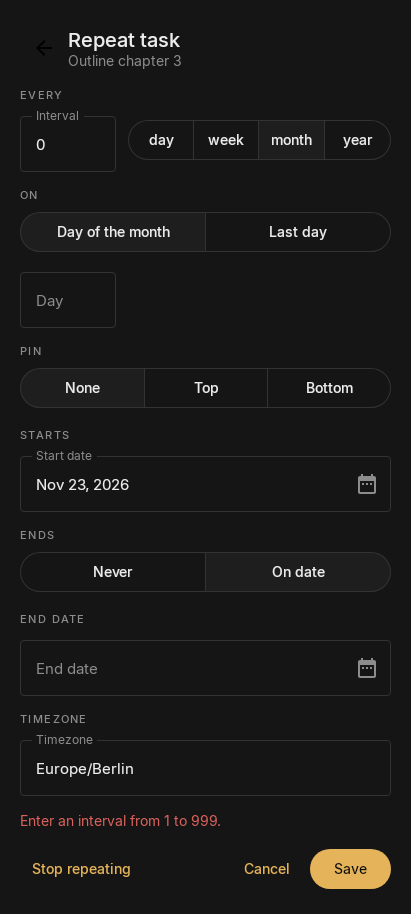 Repeat task
Outline chapter 3
EVERY
Interval
0
day week month year
ON
Day of the month Last day
Day
PIN
None Top Bottom
STARTS
Start date
Nov 23, 2026
ENDS
Never On date
END DATE
End date
TIMEZONE
Timezone
Europe/Berlin
Enter an interval from 1 to 999.
Stop repeating Cancel Save